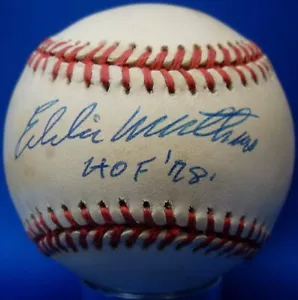 Eddie Mathews
HOF '78.